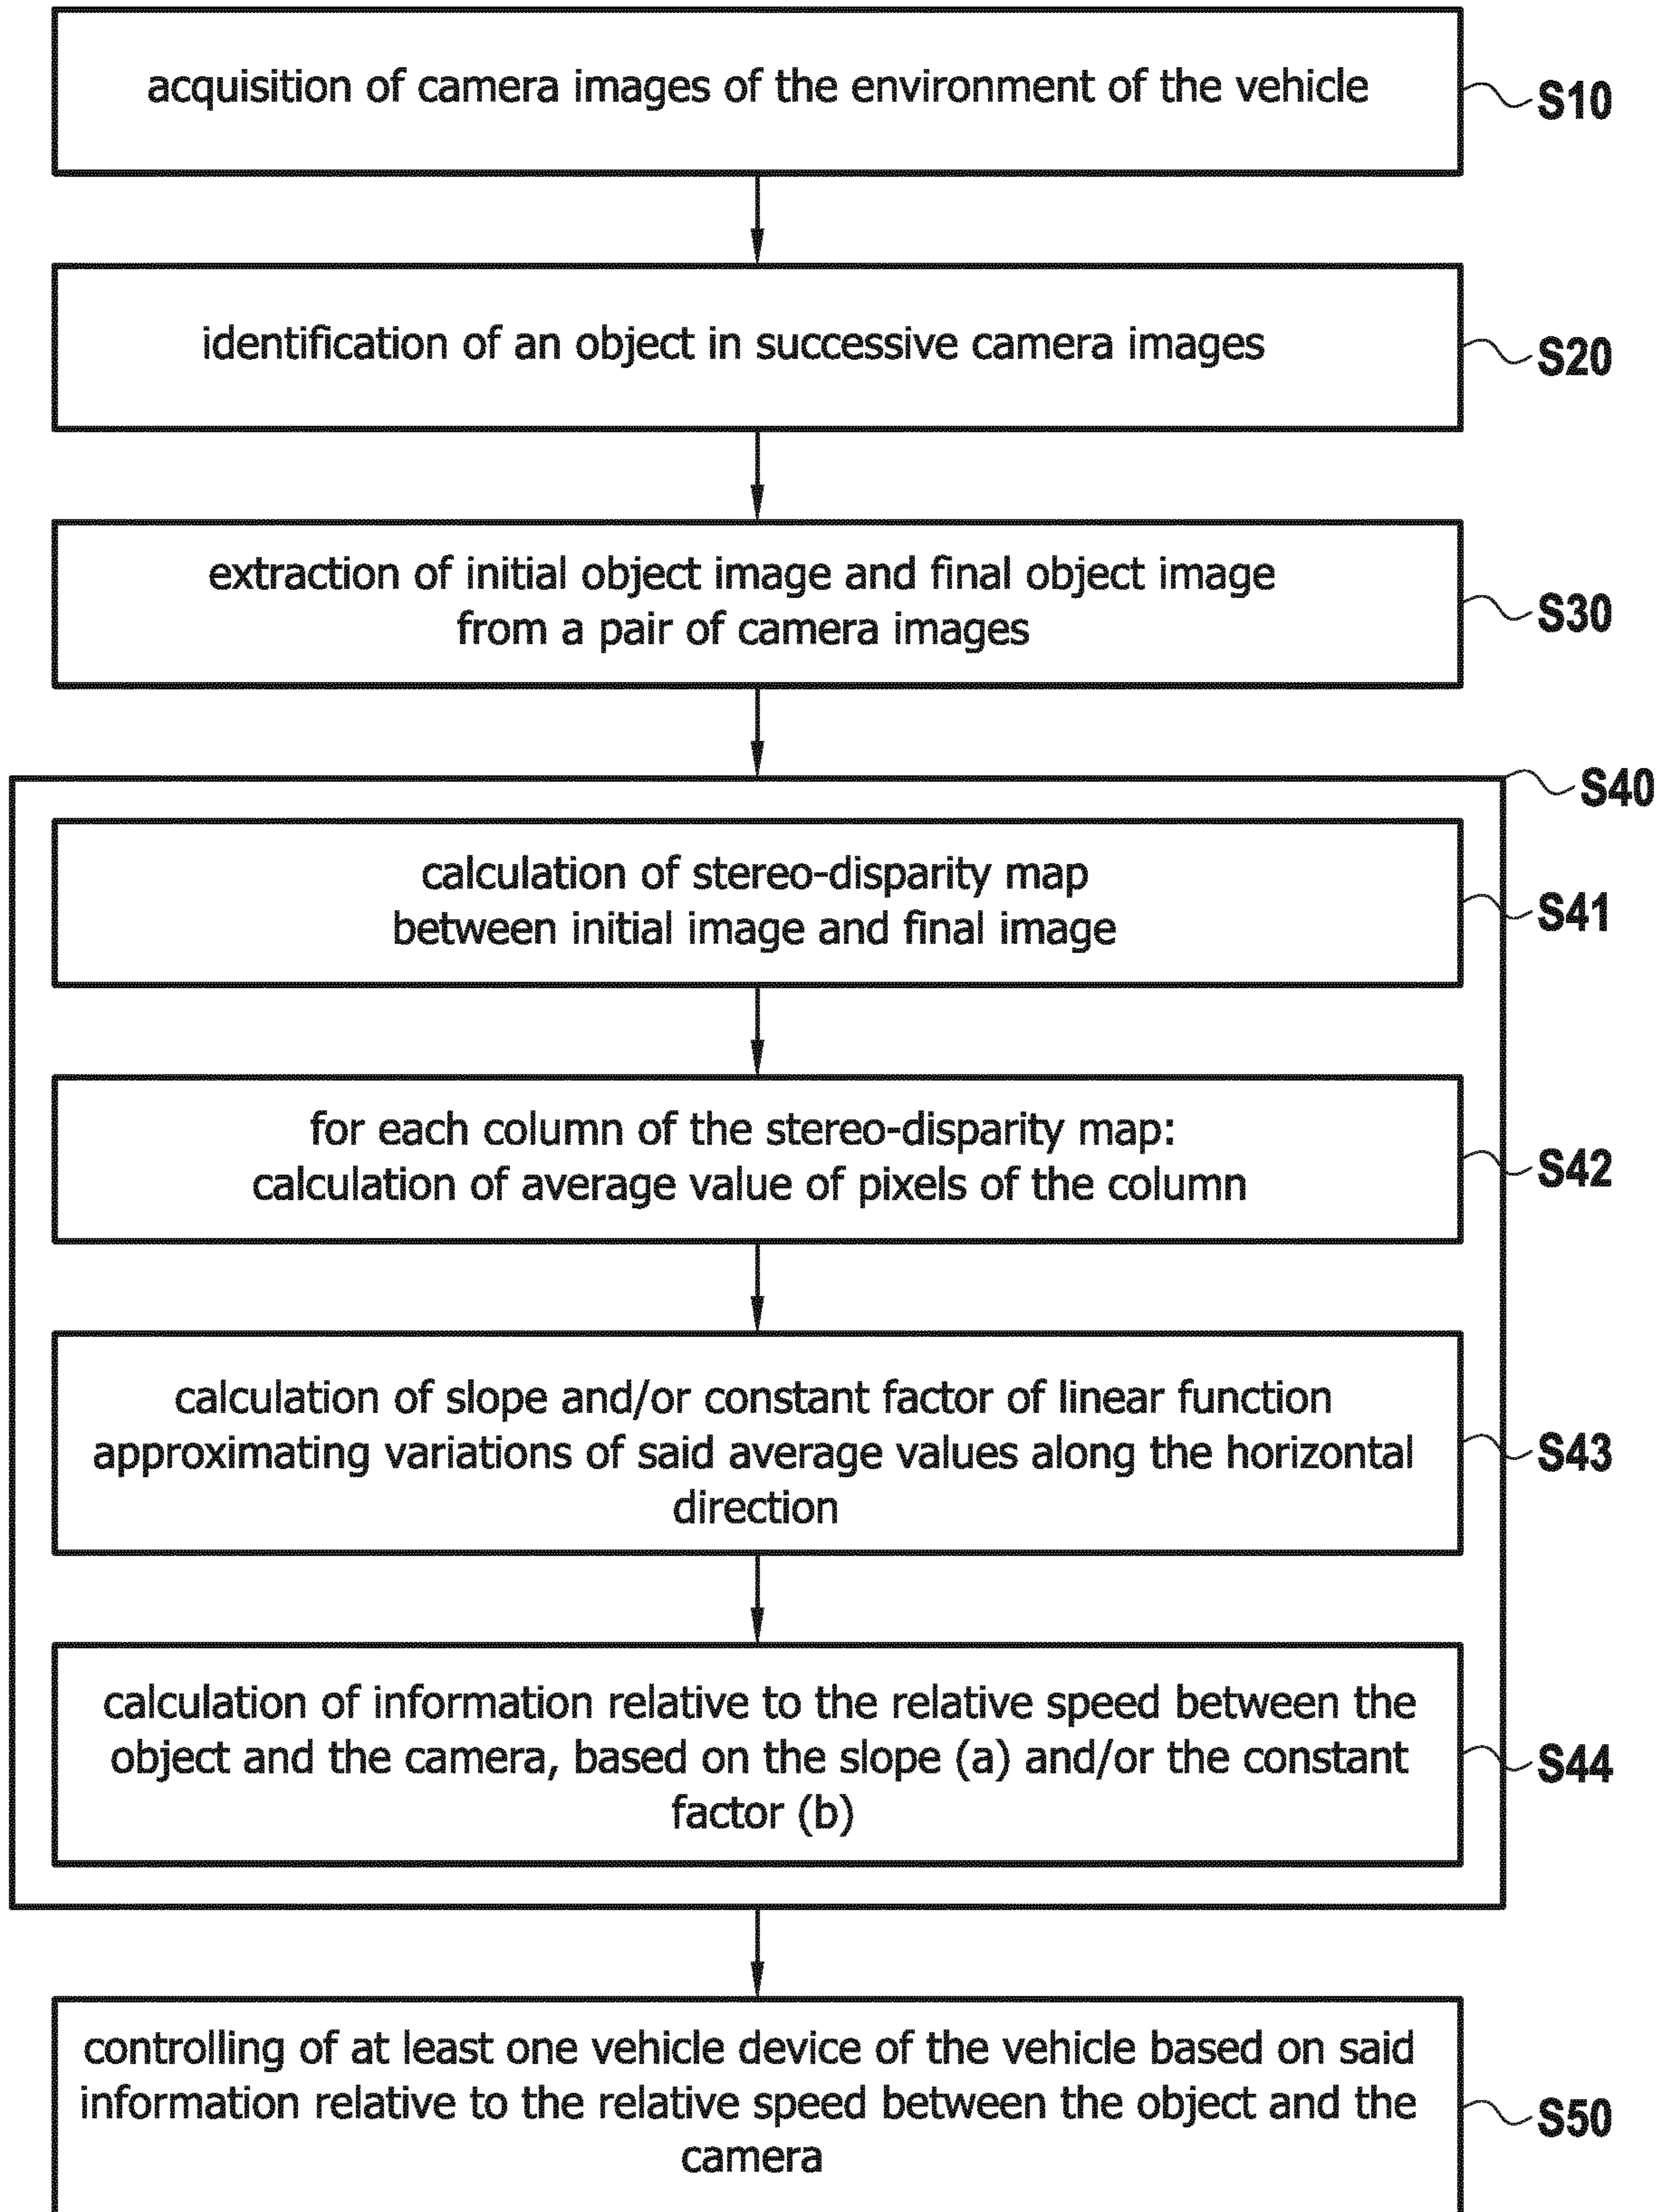 acquisition of camera images of the environment of the vehicle
S10
identification of an object in successive camera images
S20
extraction of initial object image and final object image
from a pair of camera images
S30
S40
calculation of stereo-disparity map
between initial image and final image
S41
for each column of the stereo-disparity map:
calculation of average value of pixels of the column
S42
calculation of slope and/or constant factor of linear function
approximating variations of said average values along the horizontal
direction
S43
calculation of information relative to the relative speed between the
object and the camera, based on the slope (a) and/or the constant
factor (b)
S44
controlling of at least one vehicle device of the vehicle based on said
information relative to the relative speed between the object and the
camera
S50